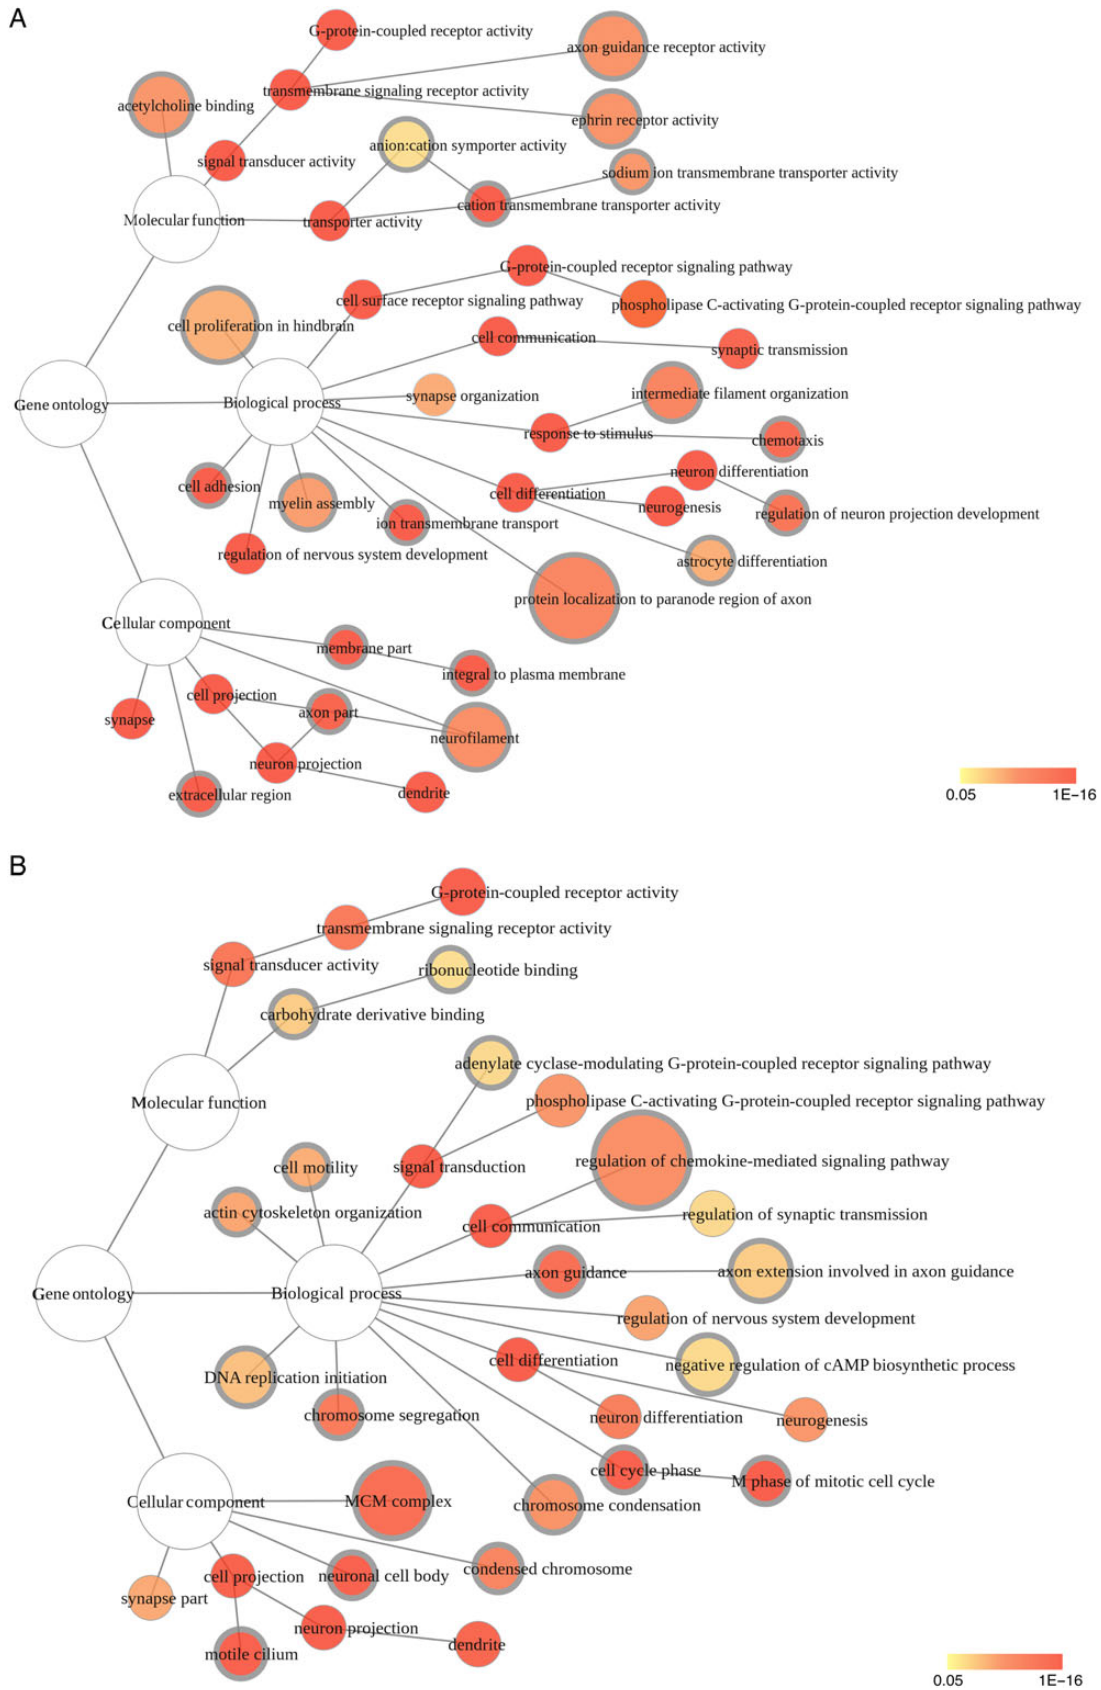 A
G-protein-coupled receptor activity
axon guidance receptor activity
transmembrane signaling receptor activity
acetylcholine binding
ephrin receptor activity
anion:cation symporter activity
signal transducer activity
sodium ion transmembrane transporter activity
cation transmembrane transporter activity
Molecular function
transporter activity
G-protein-coupled receptor signaling pathway
cell surface receptor signaling pathway
phospholipase C-activating G-protein-coupled receptor signaling pathway
cell proliferation in hindbrain
cell communication
synaptic transmission
intermediate filament organization
synapse organization
Gene ontology
Biological process
response to stimulus
chemotaxis
neuron differentiation
cell adhesion
cell differentiation
myelin assembly
neurogenesis
regulation of neuron projection development
ion transmembrane transport
regulation of nervous system development
astrocyte differentiation
protein localization to paranode region of axon
Cellular component
membrane part
integral to plasma membrane
cell projection
axon part
synapse
neurofilament
neuron projection
extracellular region
dendrite
0.05
1E-16
B
G-protein-coupled receptor activity
transmembrane signaling receptor activity
signal transducer activity
ribonucleotide binding
carbohydrate derivative binding
adenylate cyclase-modulating G-protein-coupled receptor signaling pathway
Molecular function
phospholipase C-activating G-protein-coupled receptor signaling pathway
cell motility
signal transduction
regulation of chemokine-mediated signaling pathway
actin cytoskeleton organization
cell communication
regulation of synaptic transmission
axon guidance
axon extension involved in axon guidance
Gene ontology
Biological process
regulation of nervous system development
cell differentiation
negative regulation of cAMP biosynthetic process
DNA replication initiation
chromosome segregation
neuron differentiation
neurogenesis
cell cycle phase
M phase of mitotic cell cycle
Cellular component
MCM complex
chromosome condensation
condensed chromosome
cell projection
neuronal cell body
synapse part
neuron projection
dendrite
motile cilium
0.05
1E-16